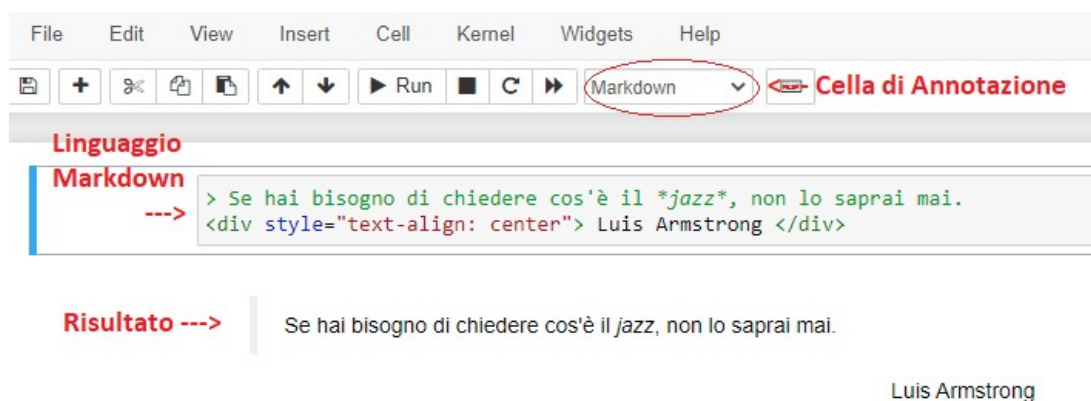 File Edit View Insert Cell Kernel Widgets Help
Run Markdown <--- Cella di Annotazione
Linguaggio
Markdown
--->
> Se hai bisogno di chiedere cos'è il *jazz*, non lo saprai mai.
<div style="text-align: center"> Luis Armstrong </div>
Risultato ---> Se hai bisogno di chiedere cos'è il jazz, non lo saprai mai.
Luis Armstrong